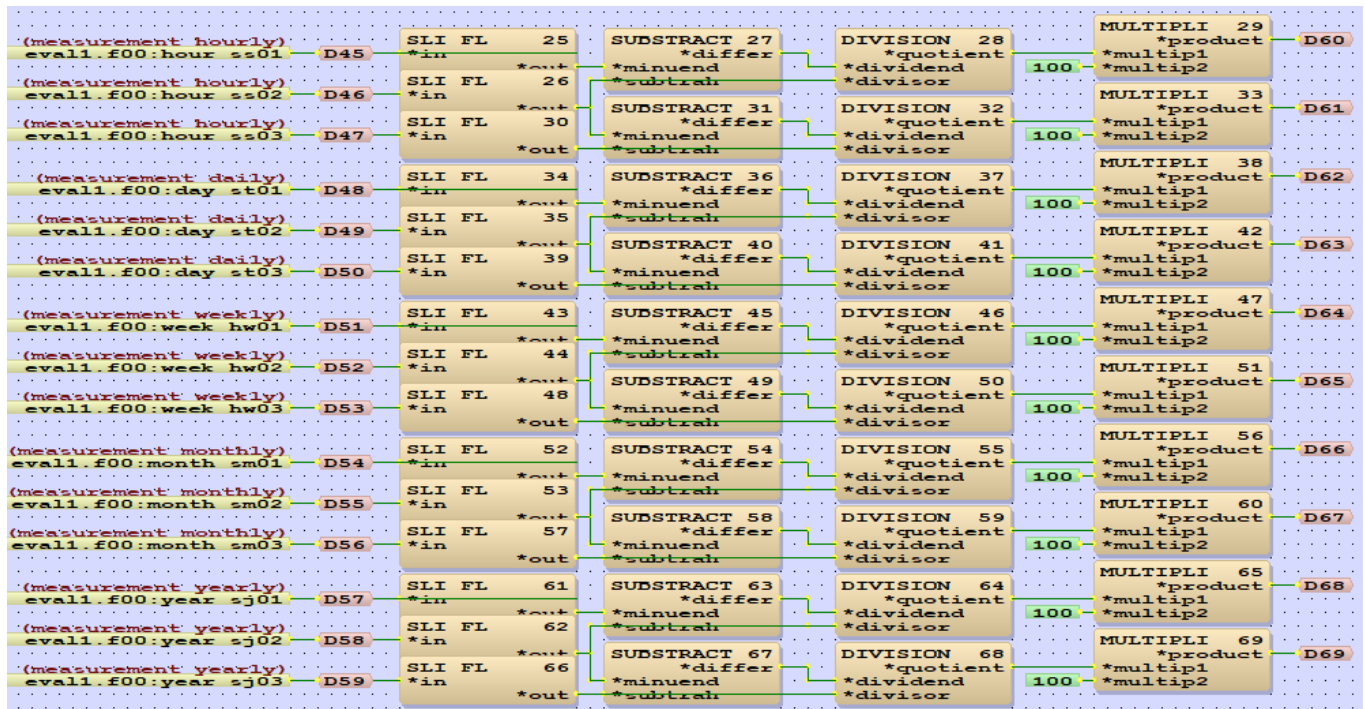 MULTIPLI 29
(measurement hourly) SLI FL 25 SUBSTRACT 27 DIVISION 28 *product D60
eval1.f00:hour ss01 D45 *in *differ *quotient *multip1
*out *minuend *dividend 100 *multip2
(measurement hourly) SLI FL 26 *subtrah *divisor
eval1.f00:hour ss02 D46 *in MULTIPLI 33
*out SUBSTRACT 31 DIVISION 32 *product D61
(measurement hourly) SLI FL 30 *differ *quotient *multip1
eval1.f00:hour ss03 D47 *in *minuend *dividend 100 *multip2
*out *subtrah *divisor
MULTIPLI 38
(measurement daily) SLI FL 34 SUBSTRACT 36 DIVISION 37 *product D62
eval1.f00:day st01 D48 *in *differ *quotient *multip1
*out *minuend *dividend 100 *multip2
(measurement daily) SLI FL 35 *subtrah *divisor
eval1.f00:day st02 D49 *in MULTIPLI 42
*out SUBSTRACT 40 DIVISION 41 *product D63
(measurement daily) SLI FL 39 *differ *quotient *multip1
eval1.f00:day st03 D50 *in *minuend *dividend 100 *multip2
*out *subtrah *divisor
MULTIPLI 47
(measurement weekly) SLI FL 43 SUBSTRACT 45 DIVISION 46 *product D64
eval1.f00:week hw01 D51 *in *differ *quotient *multip1
*out *minuend *dividend 100 *multip2
(measurement weekly) SLI FL 44 *subtrah *divisor
eval1.f00:week hw02 D52 *in MULTIPLI 51
*out SUBSTRACT 49 DIVISION 50 *product D65
(measurement weekly) SLI FL 48 *differ *quotient *multip1
eval1.f00:week hw03 D53 *in *minuend *dividend 100 *multip2
*out *subtrah *divisor
MULTIPLI 56
(measurement monthly) SLI FL 52 SUBSTRACT 54 DIVISION 55 *product D66
eval1.f00:month sm01 D54 *in *differ *quotient *multip1
*out *minuend *dividend 100 *multip2
(measurement monthly) SLI FL 53 *subtrah *divisor
eval1.f00:month sm02 D55 *in MULTIPLI 60
*out SUBSTRACT 58 DIVISION 59 *product D67
(measurement monthly) SLI FL 57 *differ *quotient *multip1
eval1.f00:month sm03 D56 *in *minuend *dividend 100 *multip2
*out *subtrah *divisor
MULTIPLI 65
(measurement yearly) SLI FL 61 SUBSTRACT 63 DIVISION 64 *product D68
eval1.f00:year sj01 D57 *in *differ *quotient *multip1
*out *minuend *dividend 100 *multip2
(measurement yearly) SLI FL 62 *subtrah *divisor
eval1.f00:year sj02 D58 *in MULTIPLI 69
*out SUBSTRACT 67 DIVISION 68 *product D69
(measurement yearly) SLI FL 66 *differ *quotient *multip1
eval1.f00:year sj03 D59 *in *minuend *dividend 100 *multip2
*out *subtrah *divisor